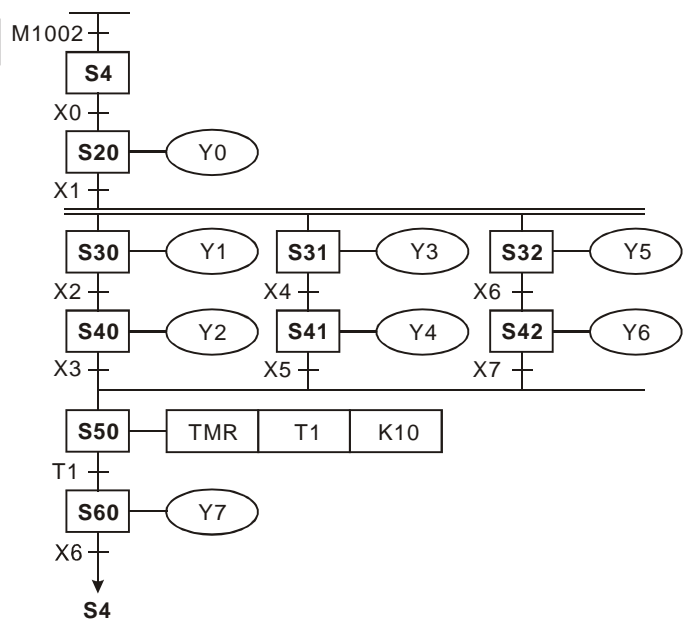 M1002
S4
X0
S20 Y0
X1
S30 Y1 S31 Y3 S32 Y5
X2 X4 X6
S40 Y2 S41 Y4 S42 Y6
X3 X5 X7
S50 TMR T1 K10
T1
S60 Y7
X6
S4